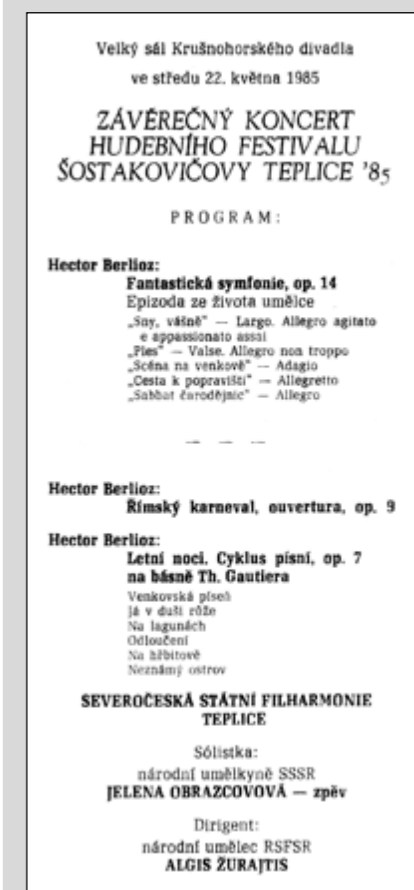 Velký sál Krušnohorského divadla
ve středu 22. května 1985
ZÁVĚREČNÝ KONCERT
HUDEBNÍHO FESTIVALU
ŠOSTAKOVIČOVY TEPLICE '85
PROGRAM:
Hector Berlioz:
Fantastická symfonie, op. 14
Epizoda ze života umělce
„Sny, vášně" — Largo. Allegro agitato
e appassionato assai
„Ples" — Valse. Allegro non troppo
„Scéna na venkově" — Adagio
„Cesta k popravišti" — Allegretto
„Sabbat čarodějnic" — Allegro
— — —
Hector Berlioz:
Římský karneval, ouvertura, op. 9
Hector Berlioz:
Letní noci. Cyklus písní, op. 7
na básně Th. Gautiera
Venkovská píseň
Já v duši růže
Na lagunách
Odloučení
Na hřbitově
Neznámý ostrov
SEVEROČESKÁ STÁTNÍ FILHARMONIE
TEPLICE
Sólistka:
národní umělkyně SSSR
JELENA OBRAZCOVOVÁ — zpěv
Dirigent:
národní umělec RSFSR
ALGIS ŽURAJTIS